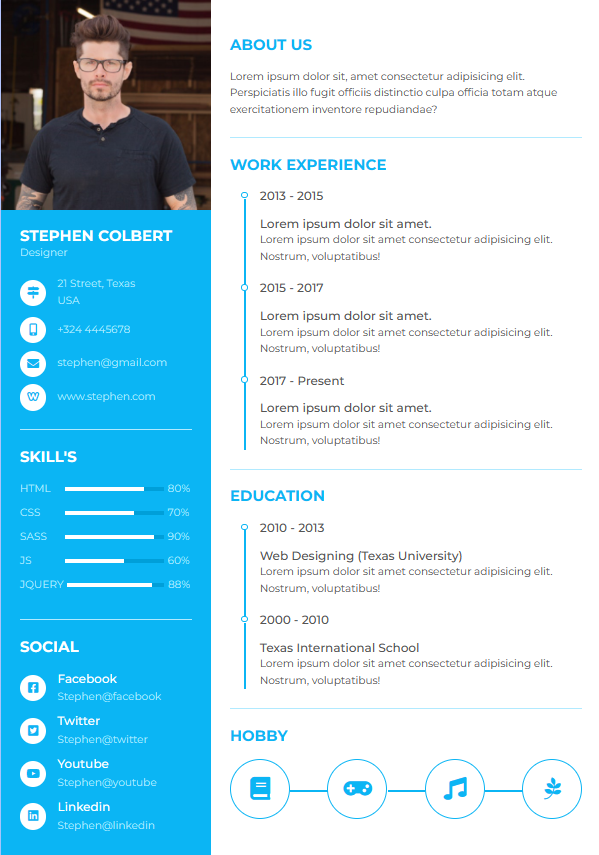 STEPHEN COLBERT
Designer
21 Street, Texas
USA
+324 4445678
stephen@gmail.com
www.stephen.com
SKILL'S
HTML 80%
CSS 70%
SASS 90%
JS 60%
JQUERY 88%
SOCIAL
Facebook
Stephen@facebook
Twitter
Stephen@twitter
Youtube
Stephen@youtube
Linkedin
Stephen@linkedin
ABOUT US
Lorem ipsum dolor sit, amet consectetur adipisicing elit.
Perspiciatis illo fugit officiis distinctio culpa officia totam atque
exercitationem inventore repudiandae?
WORK EXPERIENCE
2013 - 2015
Lorem ipsum dolor sit amet.
Lorem ipsum dolor sit amet consectetur adipisicing elit.
Nostrum, voluptatibus!
2015 - 2017
Lorem ipsum dolor sit amet.
Lorem ipsum dolor sit amet consectetur adipisicing elit.
Nostrum, voluptatibus!
2017 - Present
Lorem ipsum dolor sit amet.
Lorem ipsum dolor sit amet consectetur adipisicing elit.
Nostrum, voluptatibus!
EDUCATION
2010 - 2013
Web Designing (Texas University)
Lorem ipsum dolor sit amet consectetur adipisicing elit.
Nostrum, voluptatibus!
2000 - 2010
Texas International School
Lorem ipsum dolor sit amet consectetur adipisicing elit.
Nostrum, voluptatibus!
HOBBY